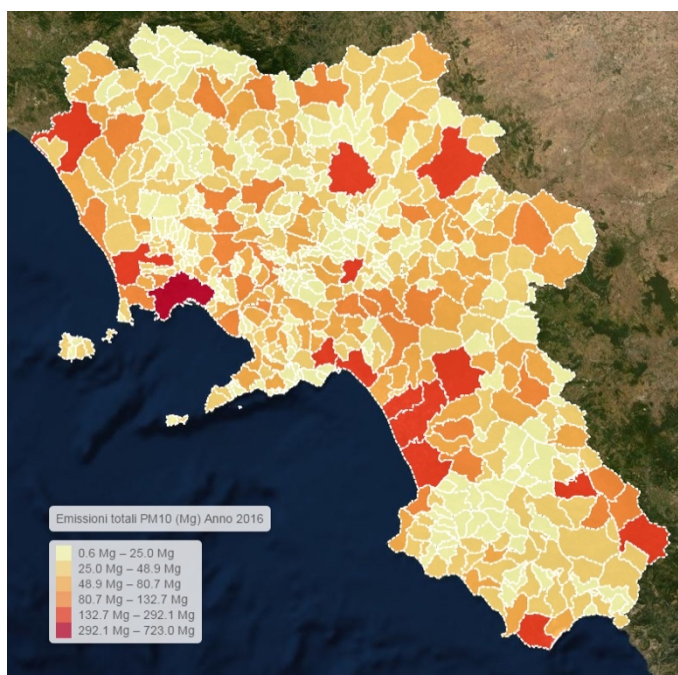 Emissioni totali PM10 (Mg) Anno 2016
0.6 Mg – 25.0 Mg
25.0 Mg – 48.9 Mg
48.9 Mg – 80.7 Mg
80.7 Mg – 132.7 Mg
132.7 Mg – 292.1 Mg
292.1 Mg – 723.0 Mg